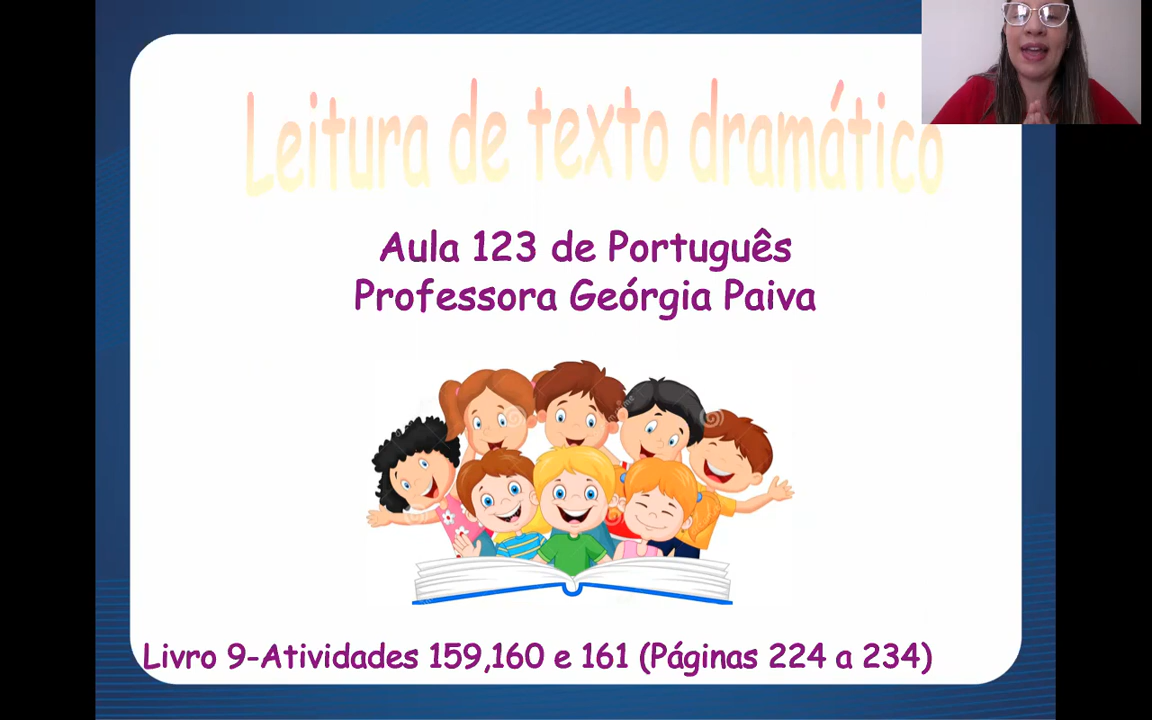 Leitura de texto dramático
Aula 123 de Português
Professora Geórgia Paiva
Livro 9-Atividades 159,160 e 161 (Páginas 224 a 234)